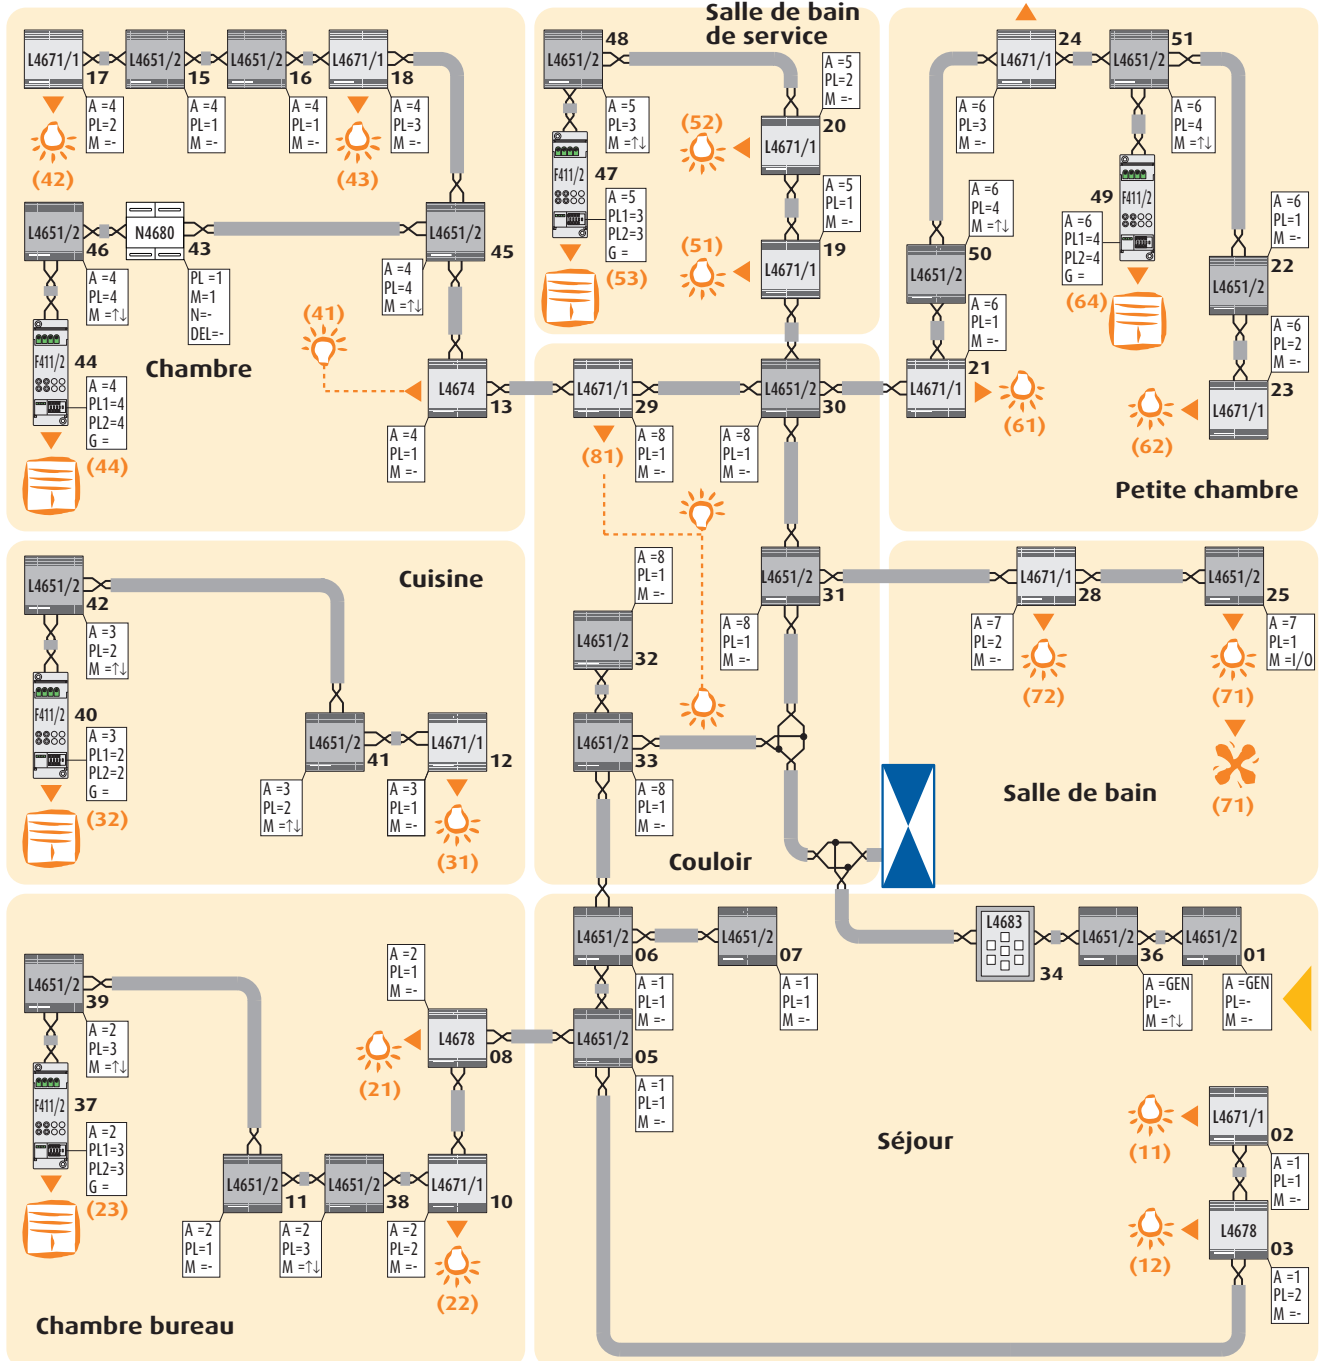 Chambre
L4671/1
17
A =4
PL=2
M =-
(42)
L4651/2
15
A =4
PL=1
M =-
L4651/2
16
A =4
PL=1
M =-
L4671/1
18
A =4
PL=3
M =-
(43)
L4651/2
46
A =4
PL=4
M =↑↓
N4680
43
PL =1
M=1
N=-
DEL=-
L4651/2
45
A =4
PL=4
M =↑↓
F411/2
44
A =4
PL1=4
PL2=4
G =
(44)
(41)
L4674
13
A =4
PL=1
M =-
Salle de bain
de service
L4651/2
48
A =5
PL=3
M =↑↓
F411/2
47
A =5
PL1=3
PL2=3
G =
(53)
A =5
PL=2
M =-
20
L4671/1
(52)
A =5
PL=1
M =-
19
L4671/1
(51)
L4671/1
24
A =6
PL=3
M =-
L4651/2
51
A =6
PL=4
M =↑↓
F411/2
49
A =6
PL1=4
PL2=4
G =
(64)
A =6
PL=4
M =↑↓
50
L4651/2
A =6
PL=1
M =-
21
L4671/1
(61)
A =6
PL=1
M =-
22
L4651/2
A =6
PL=2
M =-
23
L4671/1
(62)
Petite chambre
L4671/1
29
A =8
PL=1
M =-
(81)
L4651/2
30
A =8
PL=1
M =-
L4651/2
31
A =8
PL=1
M =-
A =8
PL=1
M =-
32
L4651/2
L4651/2
33
A =8
PL=1
M =-
Couloir
L4671/1
28
A =7
PL=2
M =-
(72)
L4651/2
25
A =7
PL=1
M =I/O
(71)
(71)
Salle de bain
Cuisine
L4651/2
42
A =3
PL=2
M =↑↓
F411/2
40
A =3
PL1=2
PL2=2
G =
(32)
L4651/2
41
A =3
PL=2
M =↑↓
L4671/1
12
A =3
PL=1
M =-
(31)
L4651/2
39
A =2
PL=3
M =↑↓
F411/2
37
A =2
PL1=3
PL2=3
G =
(23)
A =2
PL=1
M =-
L4678
08
(21)
L4651/2
11
A =2
PL=1
M =-
L4651/2
38
A =2
PL=3
M =↑↓
L4671/1
10
A =2
PL=2
M =-
(22)
Chambre bureau
L4651/2
06
A =1
PL=1
M =-
L4651/2
07
A =1
PL=1
M =-
L4651/2
05
A =1
PL=1
M =-
L4683
34
L4651/2
36
A =GEN
PL=-
M =↑↓
L4651/2
01
A =GEN
PL=-
M =-
Séjour
L4671/1
02
A =1
PL=1
M =-
(11)
L4678
03
A =1
PL=2
M =-
(12)